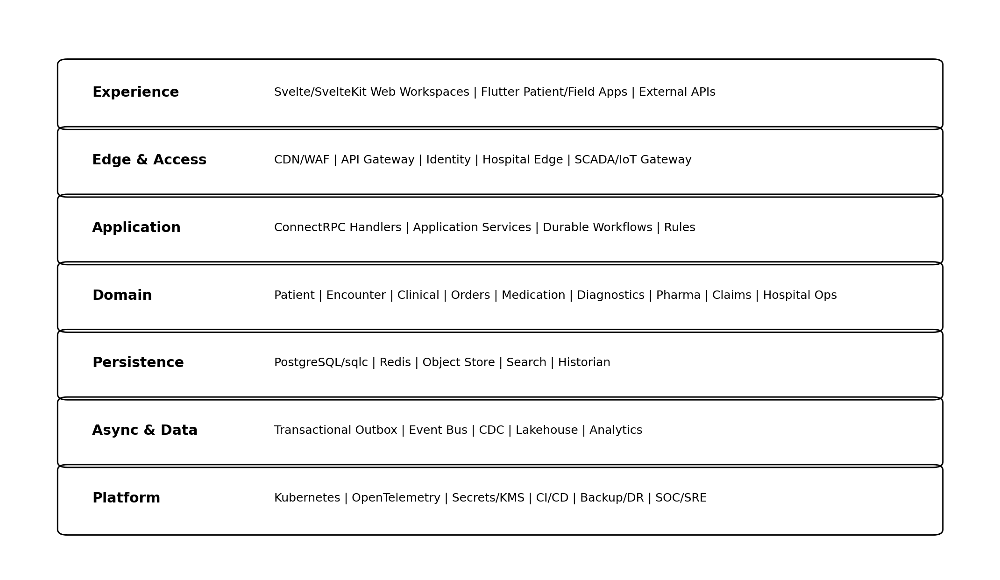 Experience Svelte/SvelteKit Web Workspaces | Flutter Patient/Field Apps | External APIs
Edge & Access CDN/WAF | API Gateway | Identity | Hospital Edge | SCADA/IoT Gateway
Application ConnectRPC Handlers | Application Services | Durable Workflows | Rules
Domain Patient | Encounter | Clinical | Orders | Medication | Diagnostics | Pharma | Claims | Hospital Ops
Persistence PostgreSQL/sqlc | Redis | Object Store | Search | Historian
Async & Data Transactional Outbox | Event Bus | CDC | Lakehouse | Analytics
Platform Kubernetes | OpenTelemetry | Secrets/KMS | CI/CD | Backup/DR | SOC/SRE